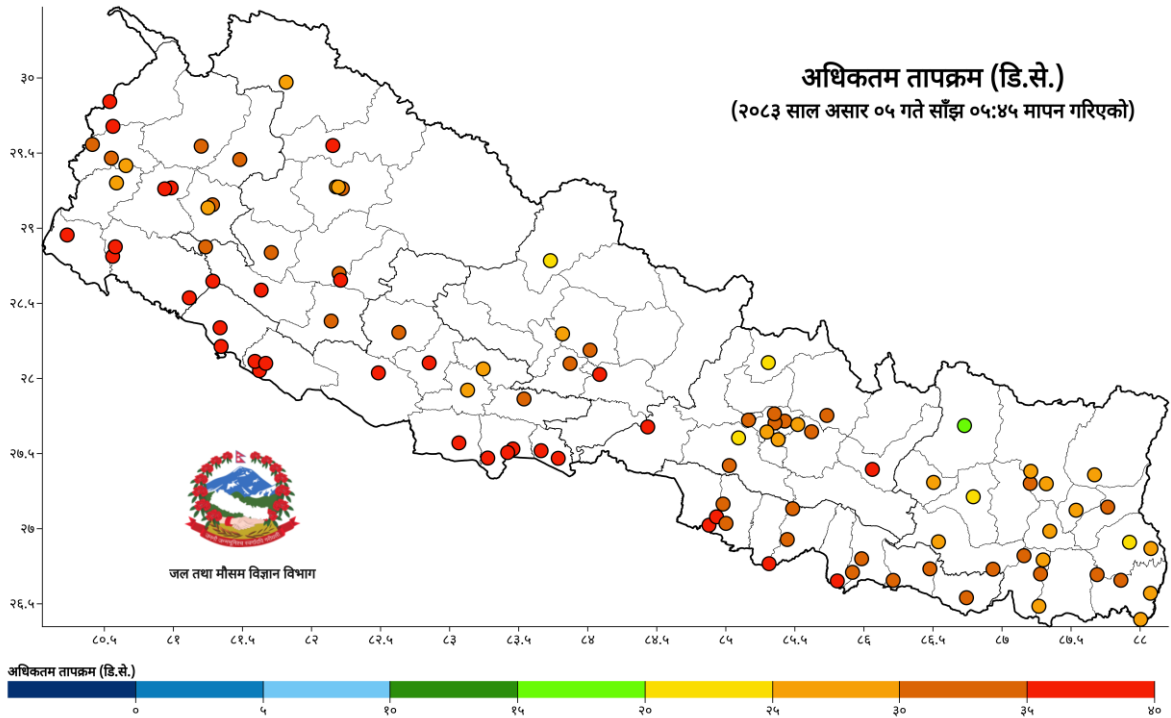 अधिकतम तापक्रम (डि.से.)
(२०८३ साल असार ०५ गते साँझ ०५:४५ मापन गरिएको)
३०
२९.५
२९
२८.५
२८
२७.५
२७
२६.५
जल तथा मौसम विज्ञान विभाग
८०.५ ८१ ८१.५ ८२ ८२.५ ८३ ८३.५ ८४ ८४.५ ८५ ८५.५ ८६ ८६.५ ८७ ८७.५ ८८
अधिकतम तापक्रम (डि.से.)
० ५ १० १५ २० २५ ३० ३५ ४०